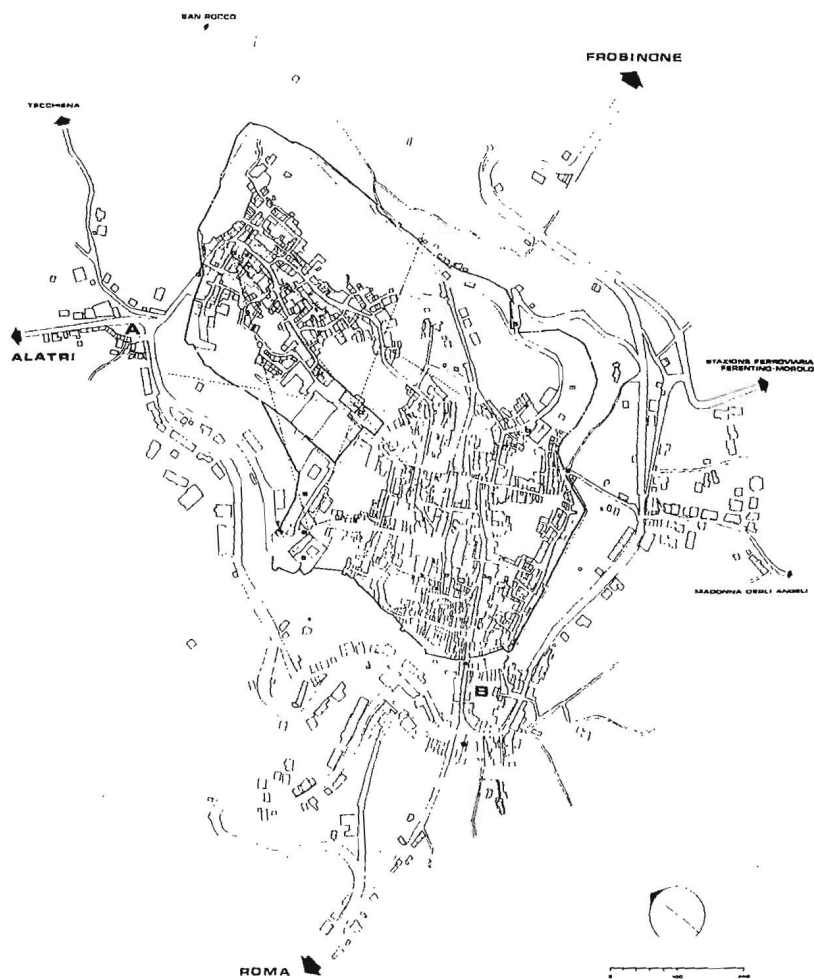 SAN ROCCO
FROSINONE
TECCHIENA
A
ALATRI
STAZIONE FERROVIARIA
FERENTINO-MOROLO
MADONNA DEGLI ANGELI
B
ROMA